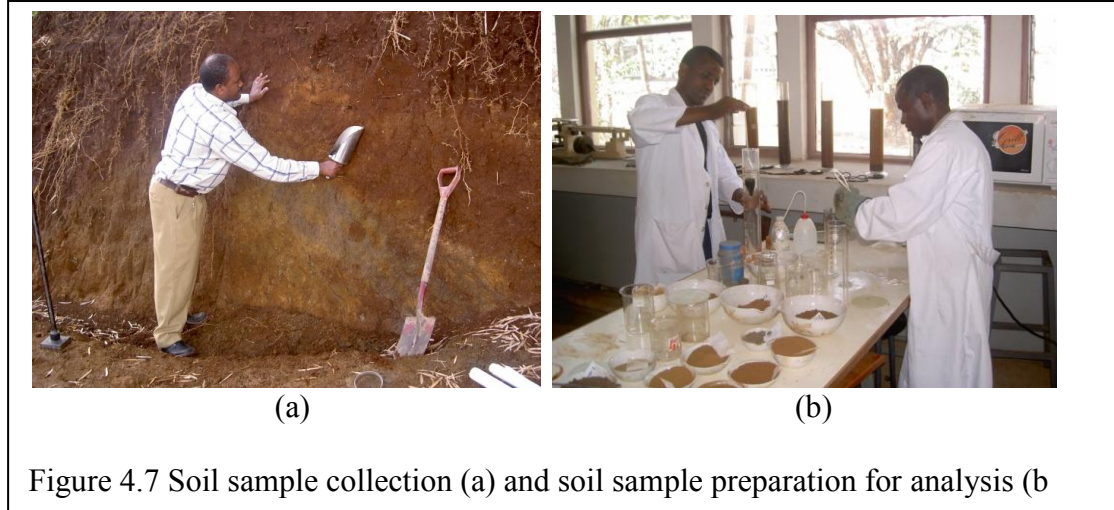 (a)
(b)
Figure 4.7 Soil sample collection (a) and soil sample preparation for analysis (b